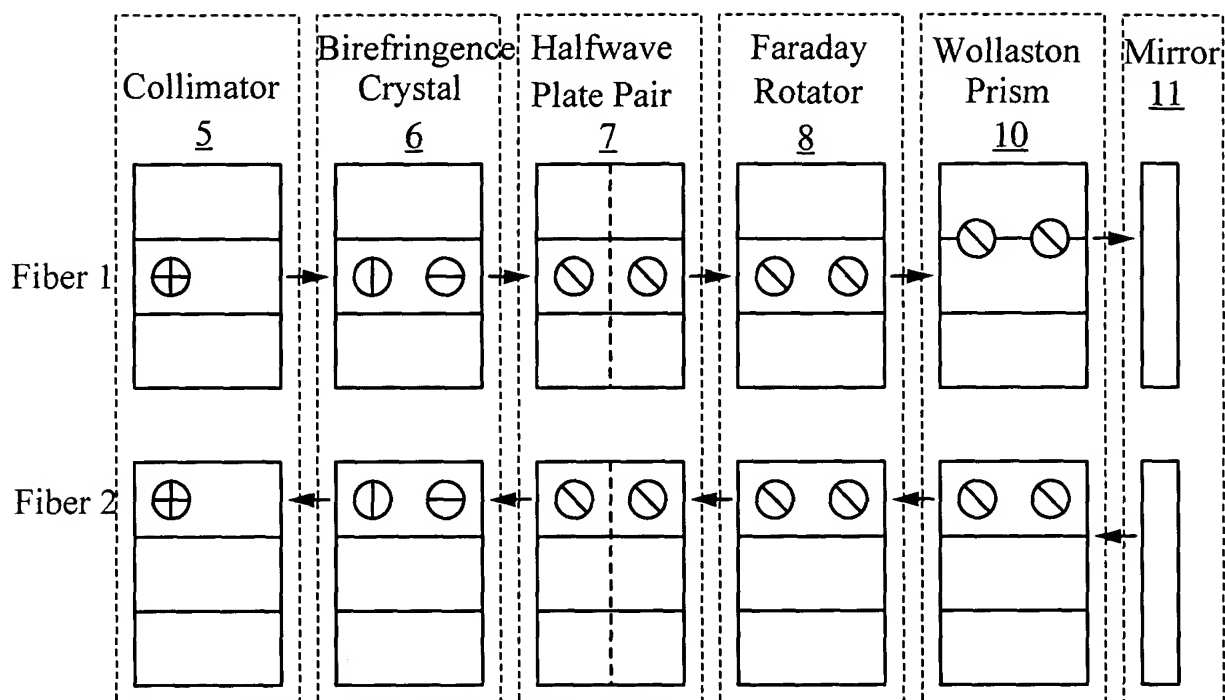 Collimator
5
Birefringence
Crystal
6
Halfwave
Plate Pair
7
Faraday
Rotator
8
Wollaston
Prism
10
Mirror
11
Fiber 1
Fiber 2